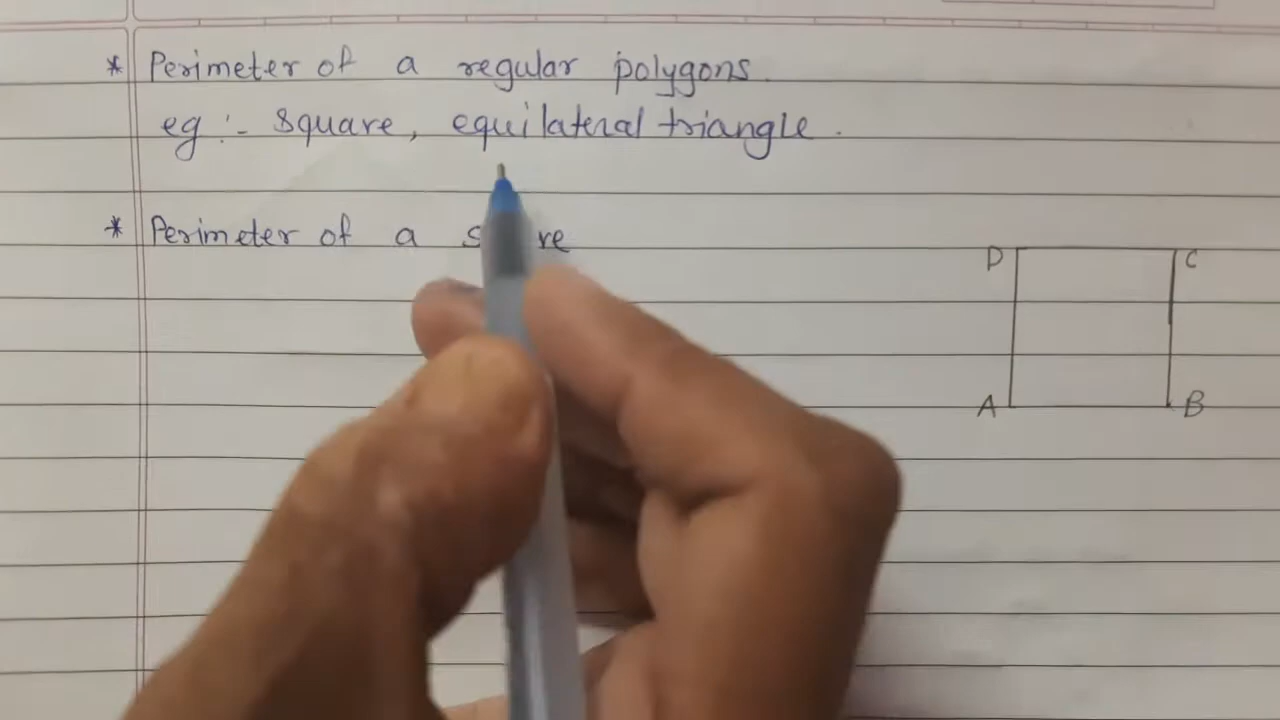 * Perimeter of a regular polygons.
eg :- square, equilateral triangle.
* Perimeter of a
D C
A B